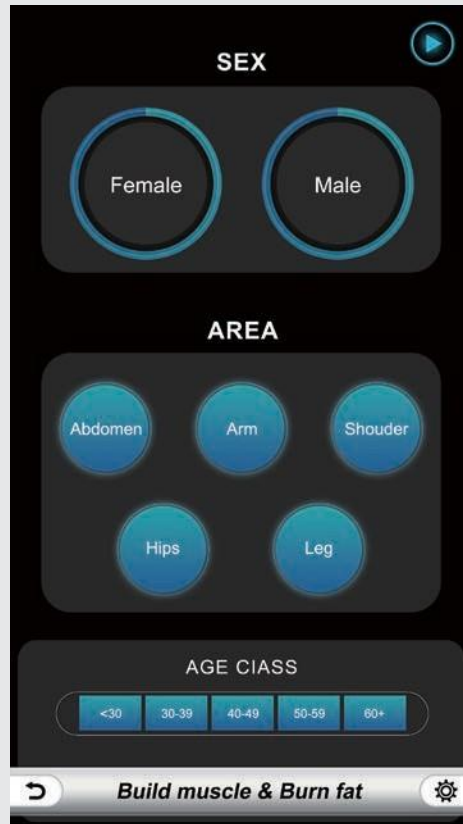 SEX
Female Male
AREA
Abdomen Arm Shouder
Hips Leg
AGE CIASS
<30 30-39 40-49 50-59 60+
Build muscle & Burn fat